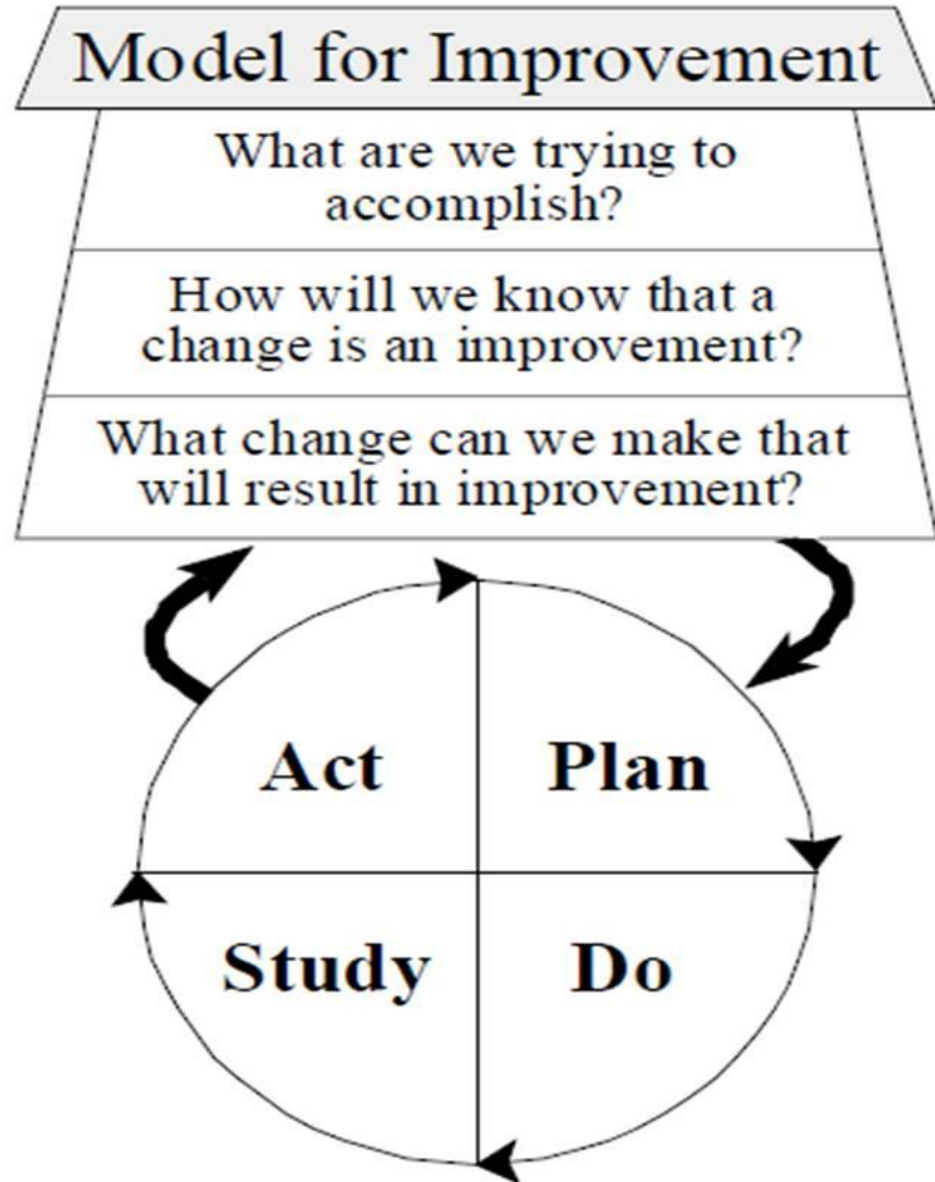 Model for Improvement
What are we trying to
accomplish?
How will we know that a
change is an improvement?
What change can we make that
will result in improvement?
Act
Plan
Study
Do